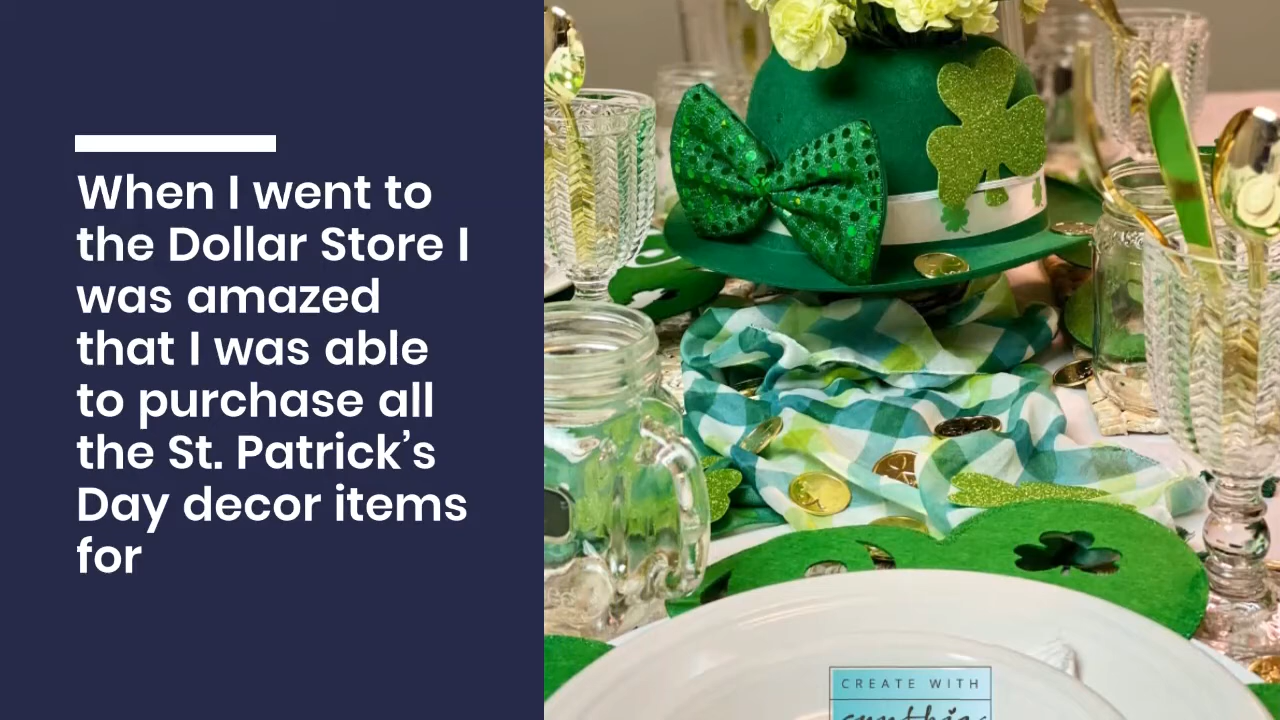 When I went to
the Dollar Store I
was amazed
that I was able
to purchase all
the St. Patrick’s
Day decor items
for
CREATE WITH